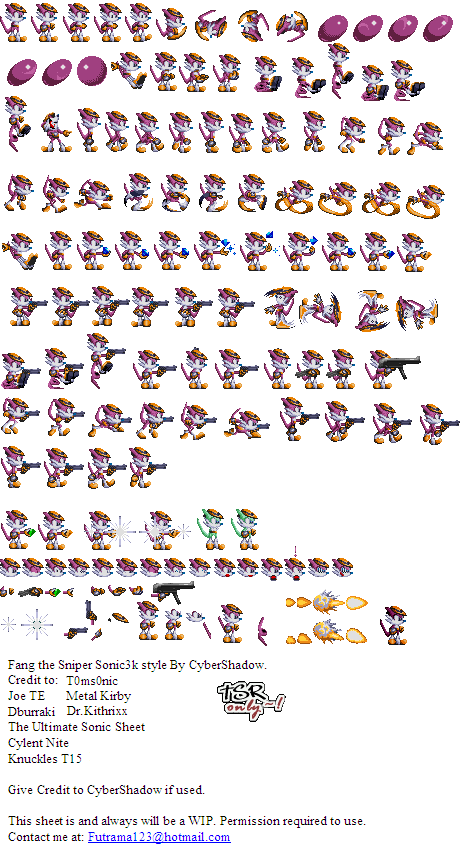 Fang the Sniper Sonic3k style By CyberShadow.
Credit to: T0ms0nic
Joe TE Metal Kirby
Dburraki Dr.Kithrixx
The Ultimate Sonic Sheet
Cylent Nite
Knuckles T15
TSR
only~!
Give Credit to CyberShadow if used.
This sheet is and always will be a WIP. Permission required to use.
Contact me at: Futrama123@hotmail.com